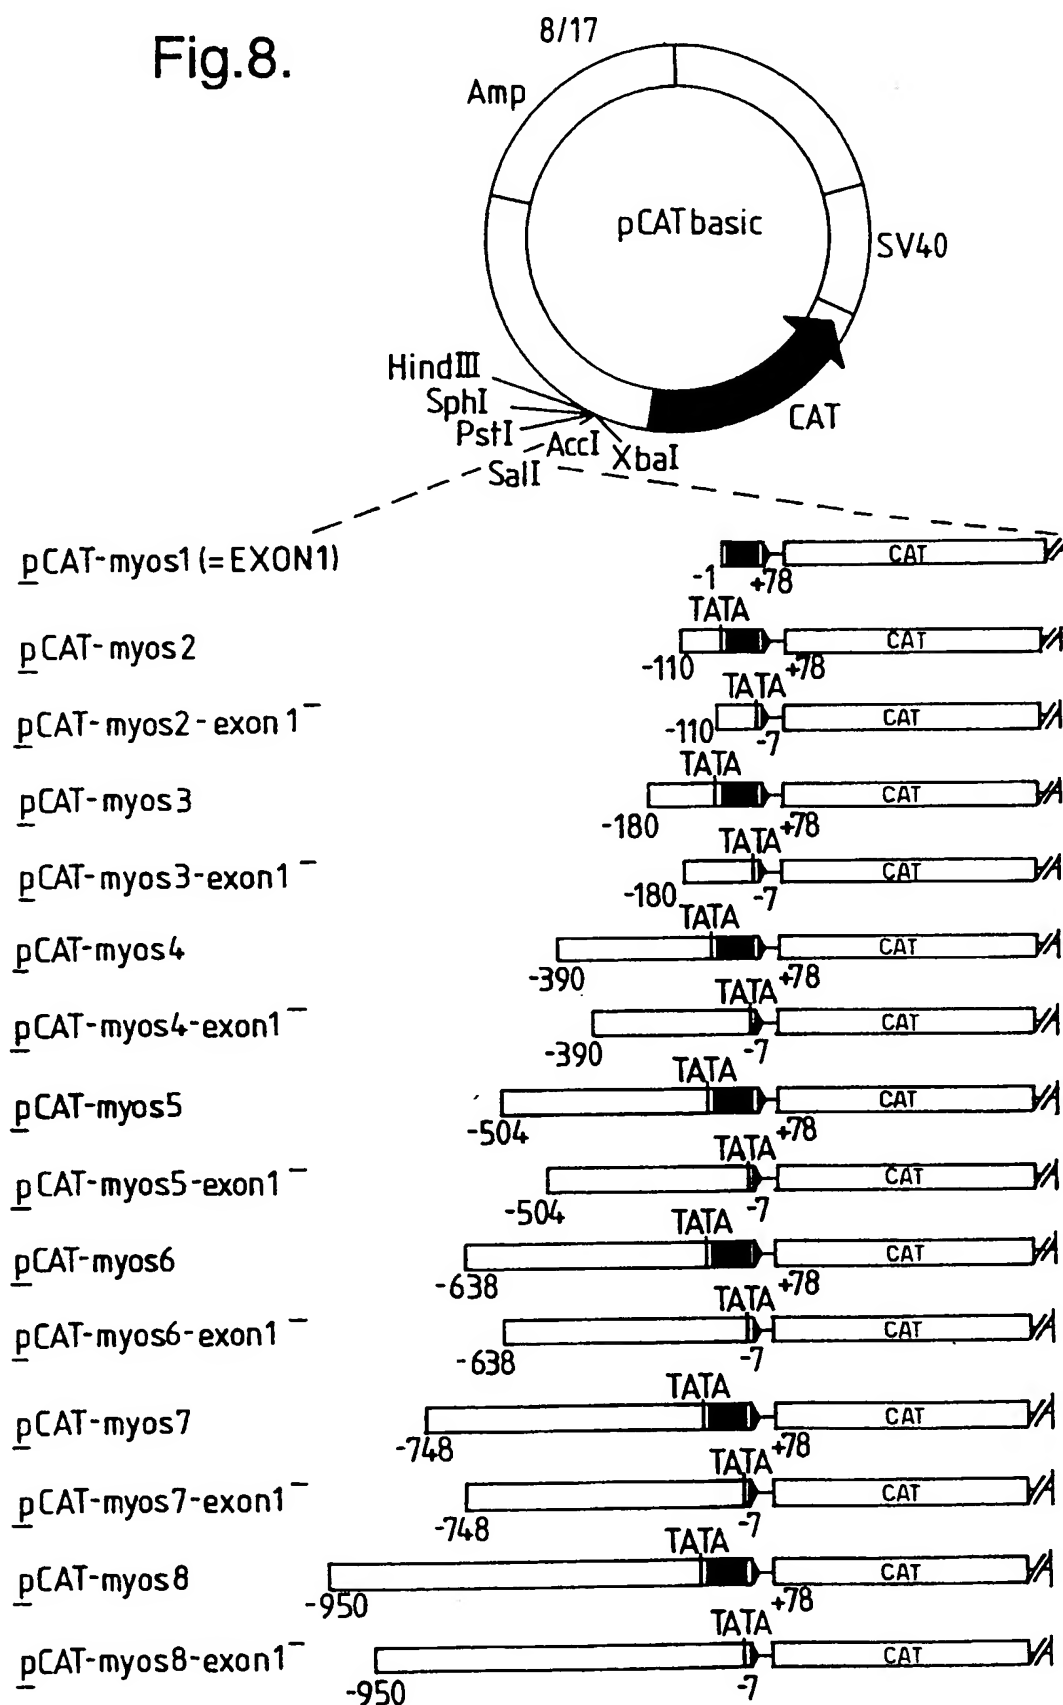 Fig.8.
8/17
Amp
pCATbasic
SV40
HindIII
SphI
PstI
AccI
SalI
XbaI
CAT
pCAT-myos1 (=EXON1)
CAT
-1 +78
TATA
pCAT-myos2
CAT
-110 +78
TATA
pCAT-myos2-exon1⁻
CAT
-110 -7
TATA
pCAT-myos3
CAT
-180 +78
TATA
pCAT-myos3-exon1⁻
CAT
-180 -7
TATA
pCAT-myos4
CAT
-390 +78
TATA
pCAT-myos4-exon1⁻
CAT
-390 -7
TATA
pCAT-myos5
CAT
-504 +78
TATA
pCAT-myos5-exon1⁻
CAT
-504 -7
TATA
pCAT-myos6
CAT
-638 +78
TATA
pCAT-myos6-exon1⁻
CAT
-638 -7
TATA
pCAT-myos7
CAT
-748 +78
TATA
pCAT-myos7-exon1⁻
CAT
-748 -7
TATA
pCAT-myos8
CAT
-950 +78
TATA
pCAT-myos8-exon1⁻
CAT
-950 -7